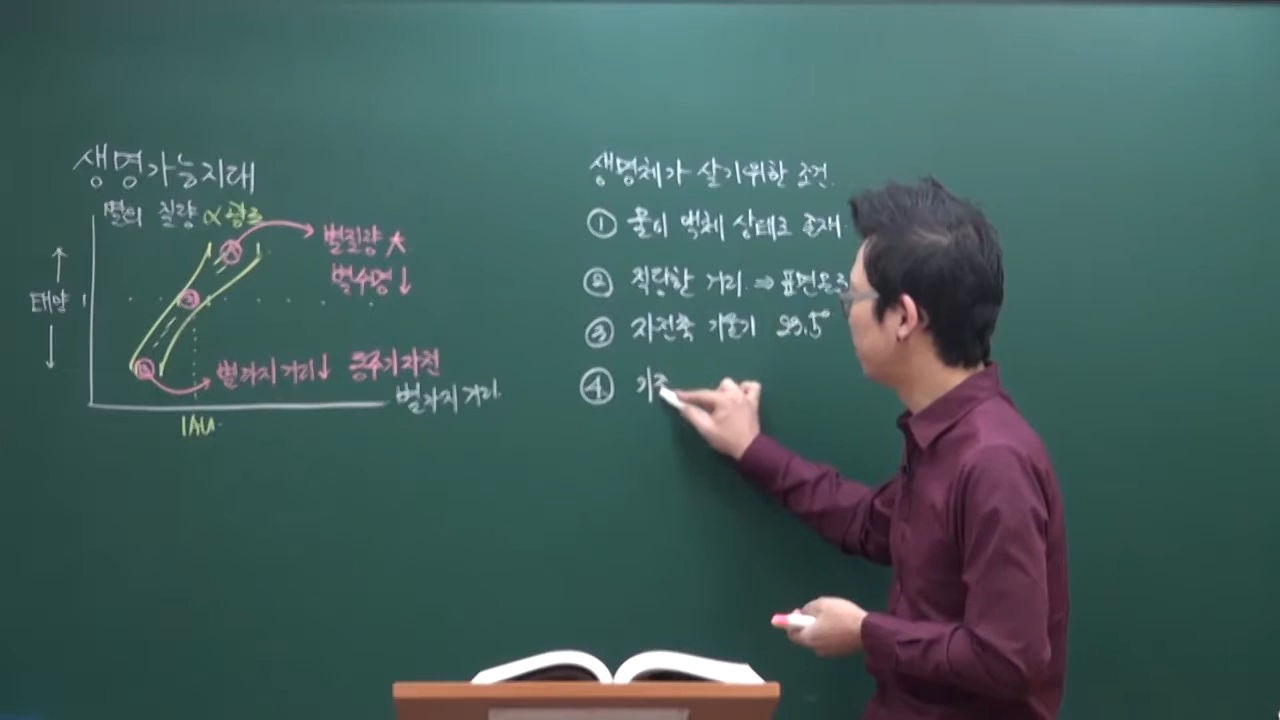 생명가능지대
별의 질량 ∝ 광도
별질량 大
별수명 ↓
태양
별까지 거리 ↓ 동주기 자전
별까지 거리
1AU
생명체가 살기위한 조건
① 물이 액체 상태로 존재
② 적당한 거리 ⇒ 표면온
③ 자전축 기울기 23.5°
④